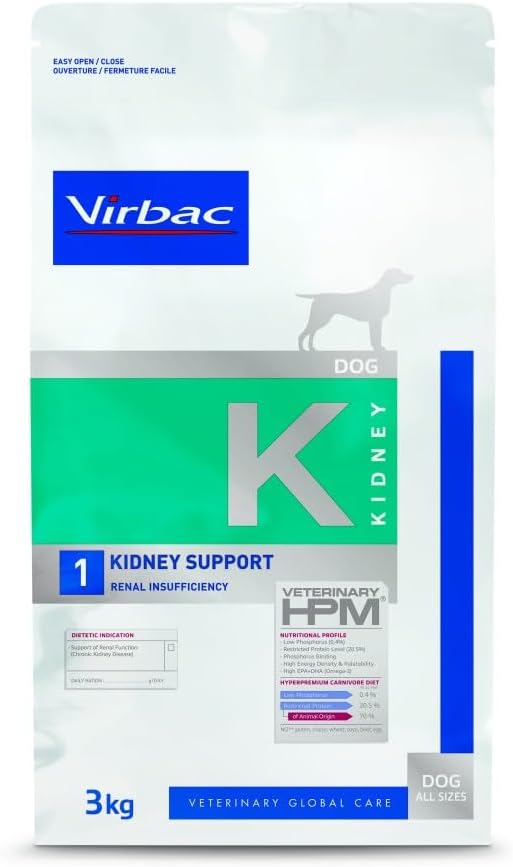 EASY OPEN / CLOSE
OUVERTURE / FERMETURE FACILE
Virbac
DOG
K
KIDNEY
1 KIDNEY SUPPORT
RENAL INSUFFICIENCY
VETERINARY
HPM®
DIETETIC INDICATION
- Support of Renal Function
(Chronic Kidney Disease)
DAILY RATION: g/DAY
NUTRITIONAL PROFILE
- Low Phosphorus (0.4%)
- Restricted Protein Level (20.5%)
- Phosphorus Binding
- High Energy Density & Palatability
- High EPA+DHA (Omega-3)
HYPERPREMIUM CARNIVORE DIET
Low Phosphorus 0.4 %
Protein 20.5 %
of Animal Origin 70 %
3kg
VETERINARY GLOBAL CARE
DOG
ALL SIZES